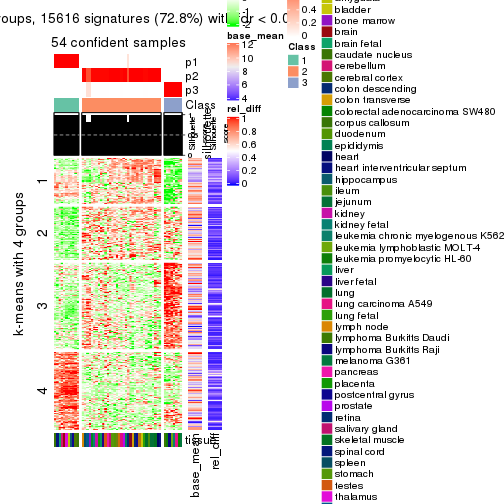 roups, 15616 signatures (72.8%) with fdr < 0.0
54 confident samples
p1
p2
p3
Class
silhouette
1
2
3
4
k-means with 4 groups
tissue
base_mean
rel_diff
-2
base_mean
12
10
8
6
4
rel_diff
1
0.8
0.6
0.4
0.2
0
0.4
0.2
0
Class
1
2
3
bladder
bone marrow
brain
brain fetal
caudate nucleus
cerebellum
cerebral cortex
colon descending
colon transverse
colorectal adenocarcinoma SW480
corpus callosum
duodenum
epididymis
heart
heart interventricular septum
hippocampus
ileum
jejunum
kidney
kidney fetal
leukemia chronic myelogenous K562
leukemia lymphoblastic MOLT-4
leukemia promyelocytic HL-60
liver
liver fetal
lung
lung carcinoma A549
lung fetal
lymph node
lymphoma Burkitts Daudi
lymphoma Burkitts Raji
melanoma G361
pancreas
placenta
postcentral gyrus
prostate
retina
salivary gland
skeletal muscle
spinal cord
spleen
stomach
testes
thalamus